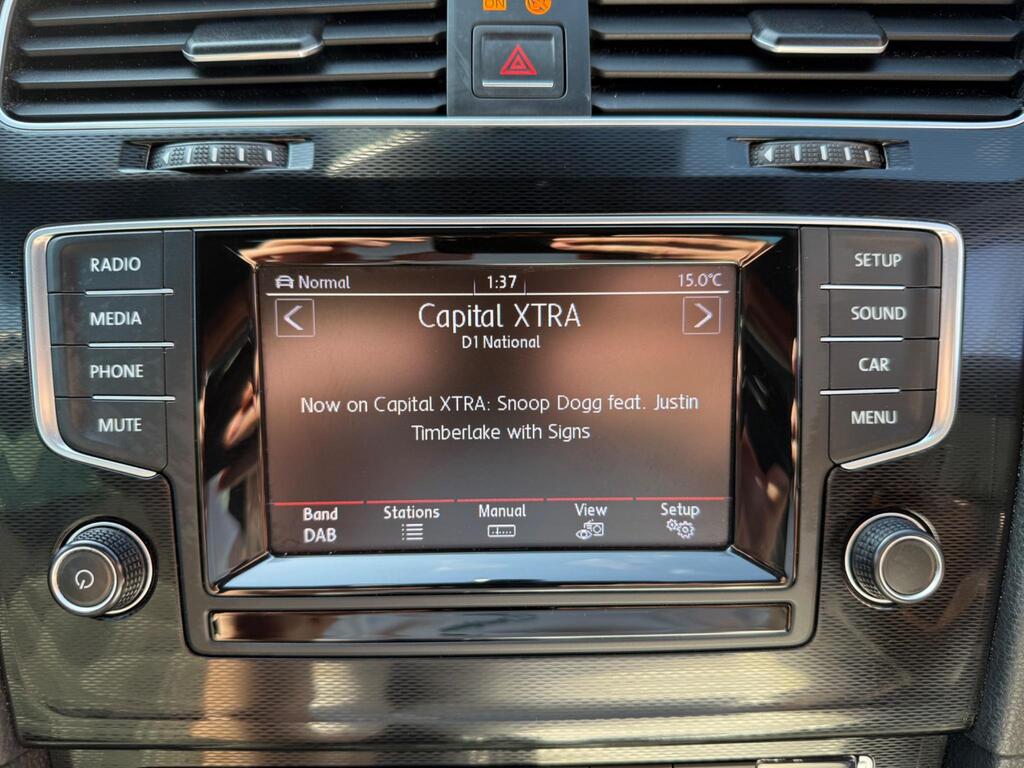 ON
RADIO
MEDIA
PHONE
MUTE
Normal
1:37
15.0°C
Capital XTRA
D1 National
Now on Capital XTRA: Snoop Dogg feat. Justin
Timberlake with Signs
Band
DAB
Stations
Manual
View
Setup
SETUP
SOUND
CAR
MENU